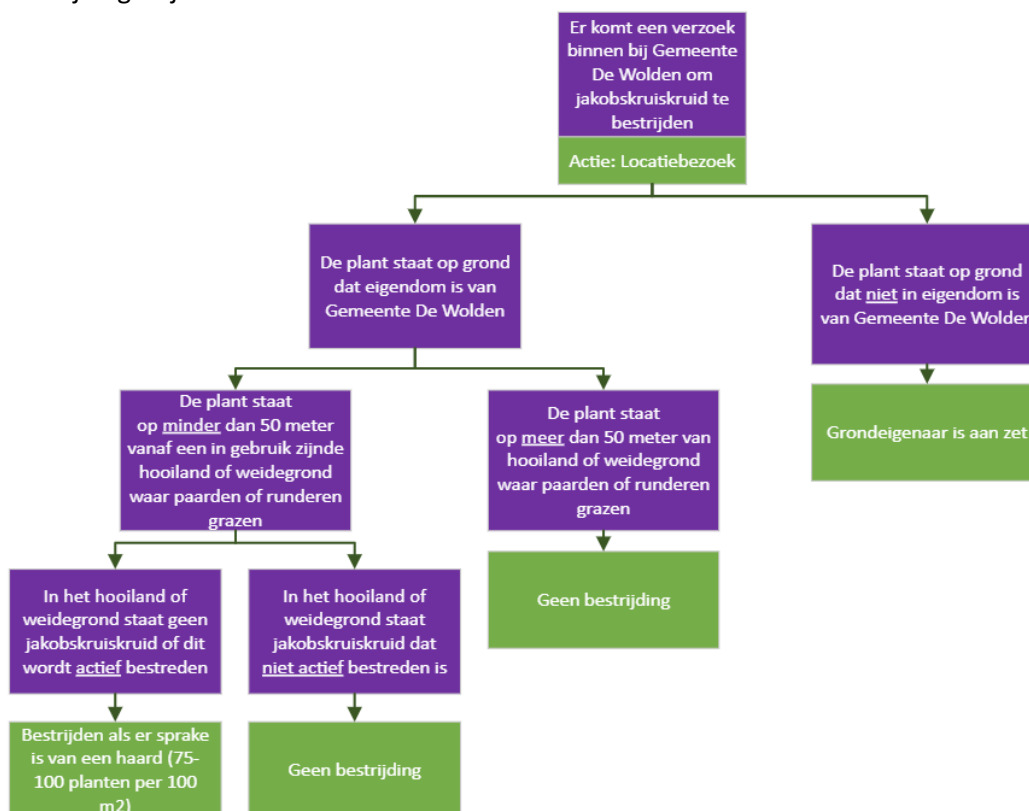 Er komt een verzoek
binnen bij Gemeente
De Wolden om
jakobskruiskruid te
bestrijden
Actie: Locatiebezoek
De plant staat op grond
dat eigendom is van
Gemeente De Wolden
De plant staat op grond
dat niet in eigendom is
van Gemeente De Wolden
De plant staat
op minder dan 50 meter
vanaf een in gebruik zijnde
hooiland of weidegrond
waar paarden of runderen
grazen
De plant staat
op meer dan 50 meter van
hooiland of weidegrond
waar paarden of runderen
grazen
Grondeigenaar is aan zet
In het hooiland of
weidegrond staat geen
jakobskruiskruid of dit
wordt actief bestreden
In het hooiland of
weidegrond staat
jakobskruiskruid dat
niet actief bestreden is
Geen bestrijding
Bestrijden als er sprake
is van een haard (75-
100 planten per 100
m2)
Geen bestrijding